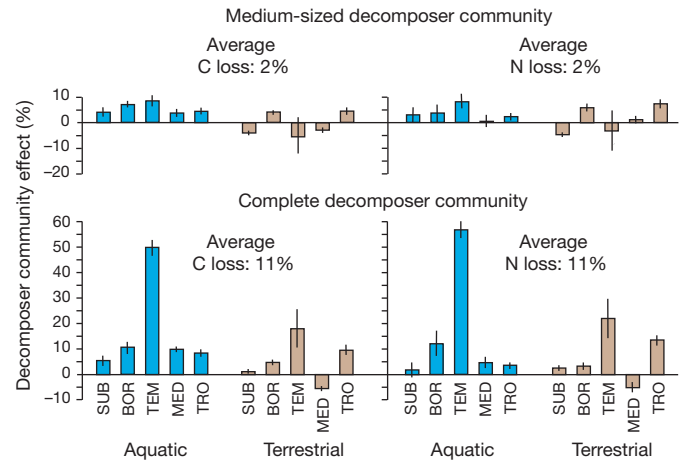 Medium-sized decomposer community
Average
C loss: 2%
Average
N loss: 2%
10
0
–10
–20
Complete decomposer community
Average
C loss: 11%
Average
N loss: 11%
60
50
40
30
20
10
0
–10
Decomposer community effect (%)
SUB BOR TEM MED TRO SUB BOR TEM MED TRO SUB BOR TEM MED TRO SUB BOR TEM MED TRO
Aquatic Terrestrial Aquatic Terrestrial